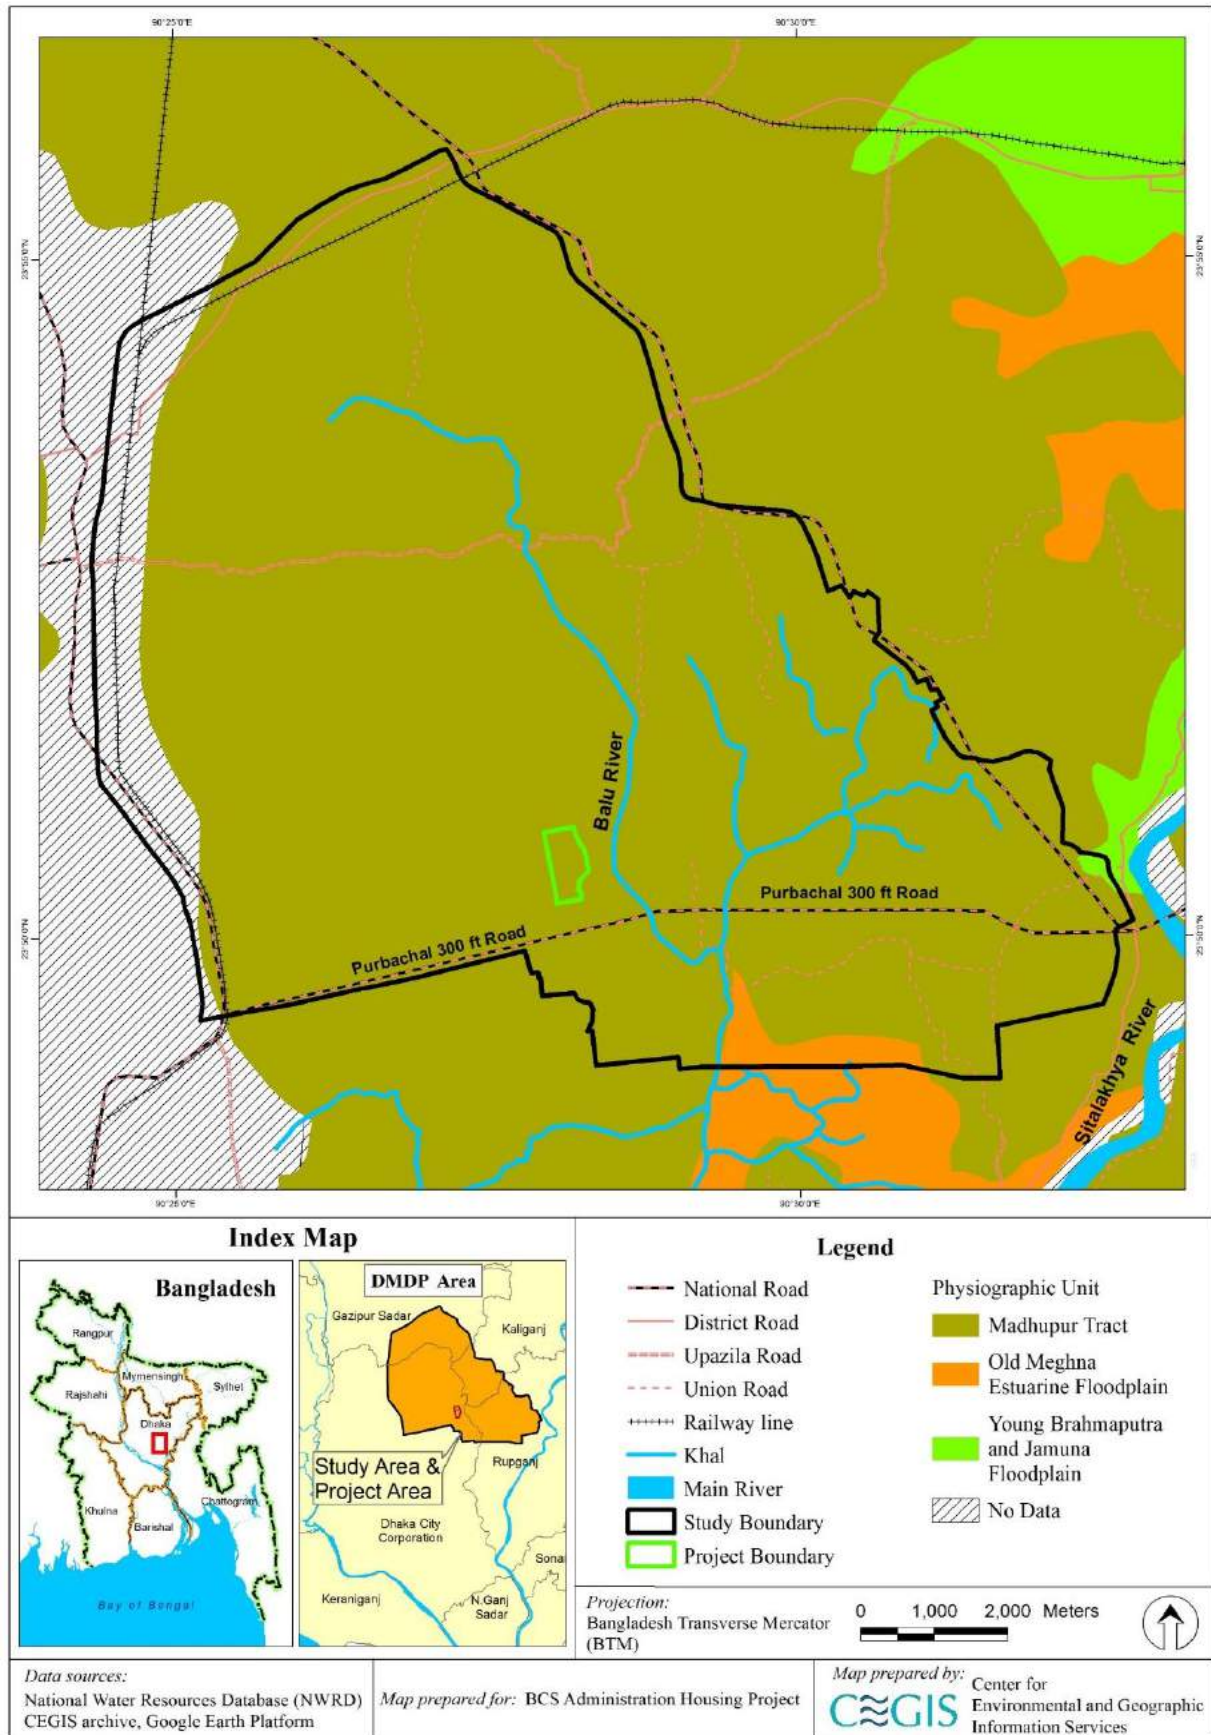 90°25'0"E
90°30'0"E
23°55'0"N
23°55'0"N
Balu River
Purbachal 300 ft Road
Purbachal 300 ft Road
23°50'0"N
23°50'0"N
Sitalakhya River
90°25'0"E
90°30'0"E
Index Map
Bangladesh
Rangpur
Mymensingh
Sylhet
Rajshahi
Dhaka
Khulna
Barishal
Chattogram
Bay of Bengal
DMDP Area
Gazipur Sadar
Kaliganj
Study Area &
Project Area
Rupganj
Dhaka City
Corporation
Sonar
Keraniganj
N.Ganj
Sadar
Legend
National Road
District Road
Upazila Road
Union Road
Railway line
Khal
Main River
Study Boundary
Project Boundary
Physiographic Unit
Madhupur Tract
Old Meghna
Estuarine Floodplain
Young Brahmaputra
and Jamuna
Floodplain
No Data
Projection:
Bangladesh Transverse Mercator
(BTM)
0 1,000 2,000 Meters
Data sources:
National Water Resources Database (NWRD)
CEGIS archive, Google Earth Platform
Map prepared for: BCS Administration Housing Project
Map prepared by:
CEGIS
Center for
Environmental and Geographic
Information Services